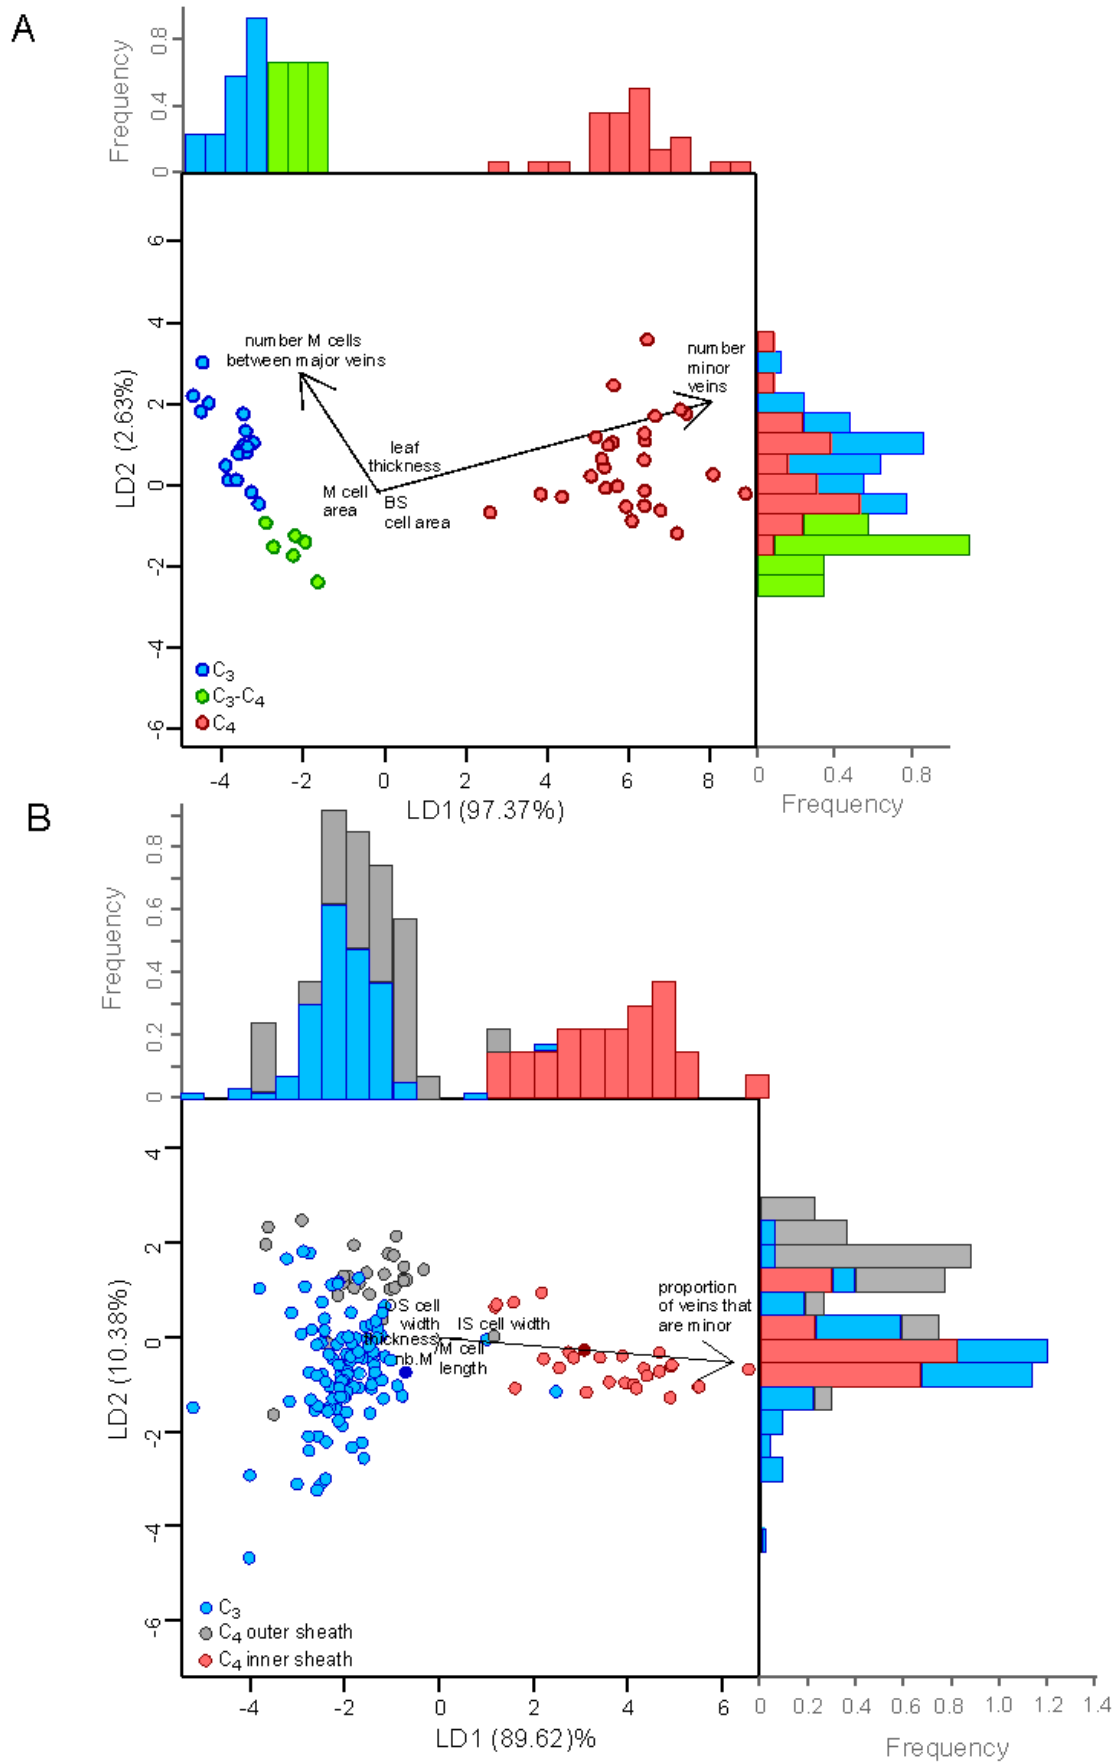 A
Frequency
0 0.4 0.8
number M cells
between major veins
number
minor
veins
leaf
thickness
M cell
area
BS
cell area
LD2 (2.63%)
6
4
2
0
-2
-4
-6
C3
C3-C4
C4
-4 -2 0 2 4 6 8
LD1(97.37%)
0 0.4 0.8
Frequency
B
Frequency
0 0.2 0.4 0.6 0.8
proportion
of veins that
are minor
OS cell
width
IS cell width
thickness
nb.M
M cell
length
LD2 (10.38%)
4
2
0
-2
-4
-6
C3
C4 outer sheath
C4 inner sheath
-4 -2 0 2 4 6
LD1 (89.62)%
0 0.2 0.4 0.6 0.8 1.0 1.2 1.4
Frequency